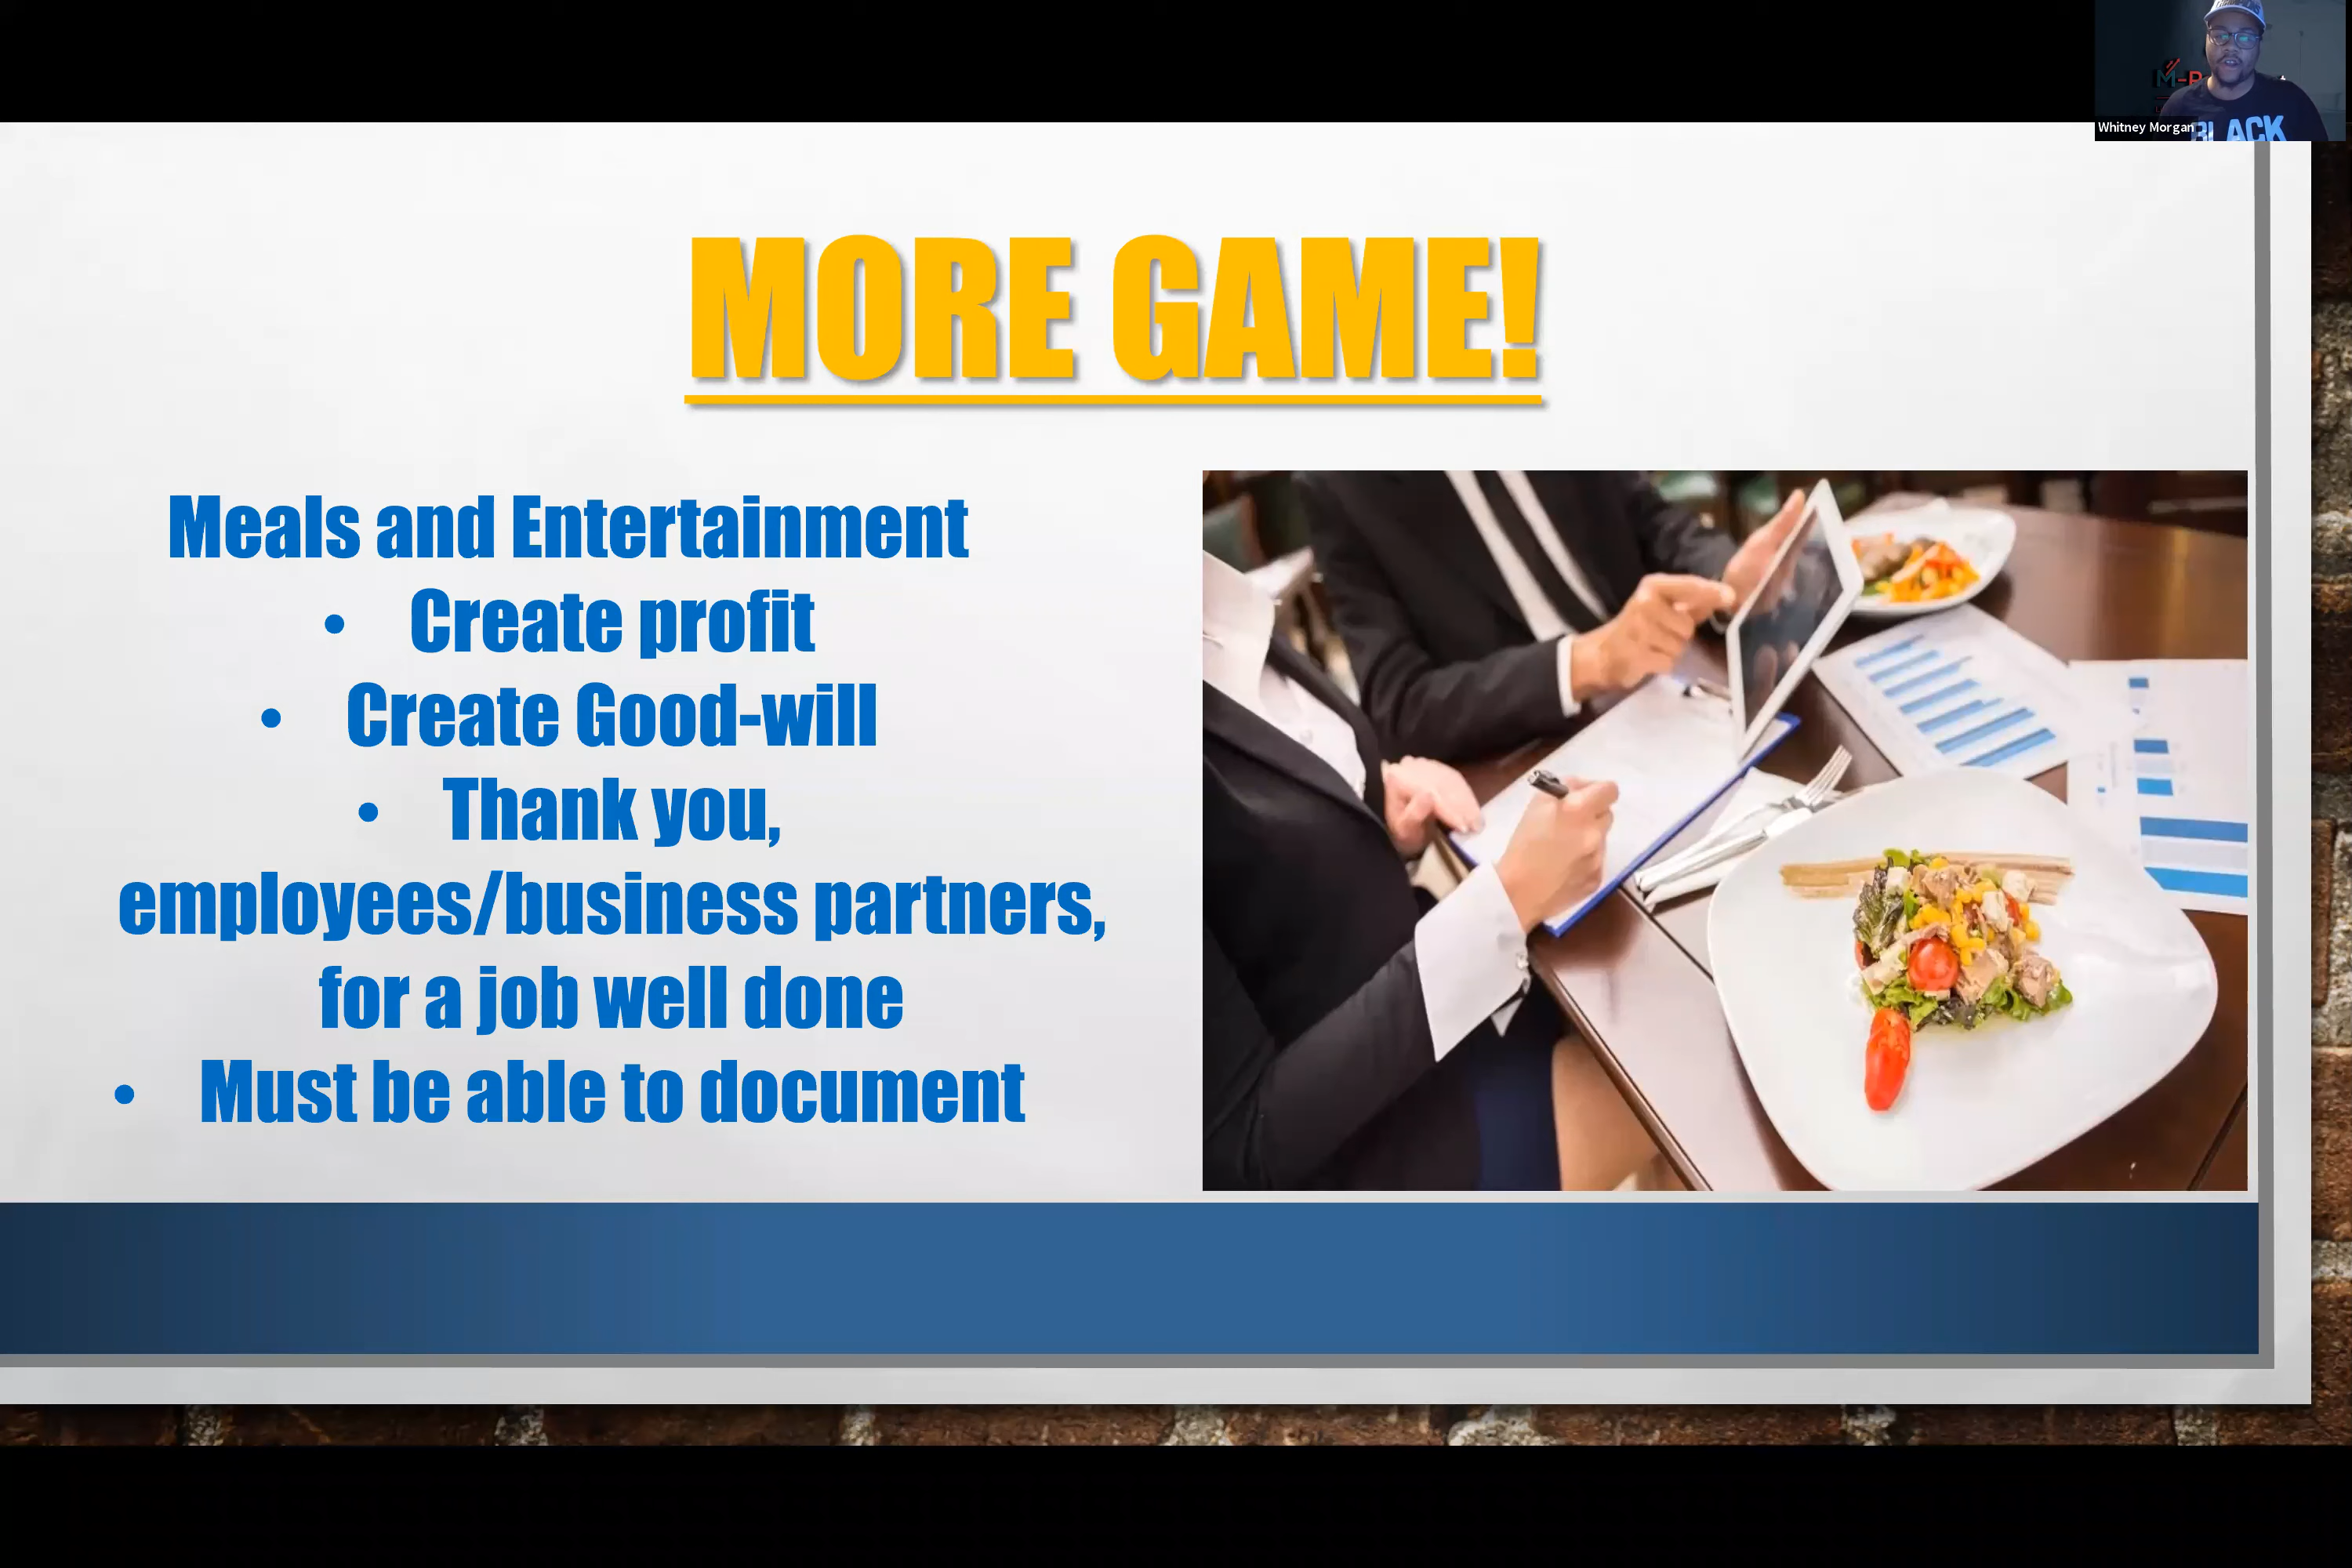 Whitney Morgan
BLACK
MORE GAME!
Meals and Entertainment
• Create profit
• Create Good-will
• Thank you,
employees/business partners,
for a job well done
• Must be able to document